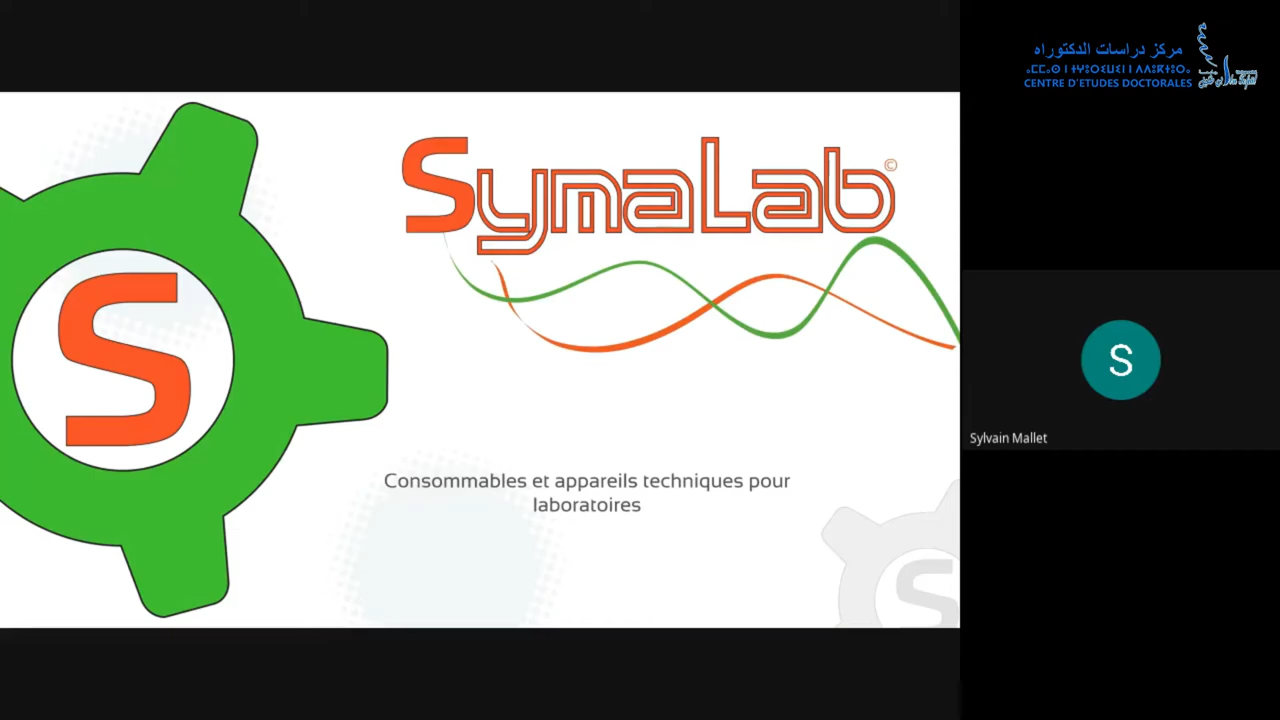 SymaLab©
S
Consommables et appareils techniques pour
laboratoires
S
مركز دراسات الدكتوراه
CENTRE D'ETUDES DOCTORALES
S
Sylvain Mallet